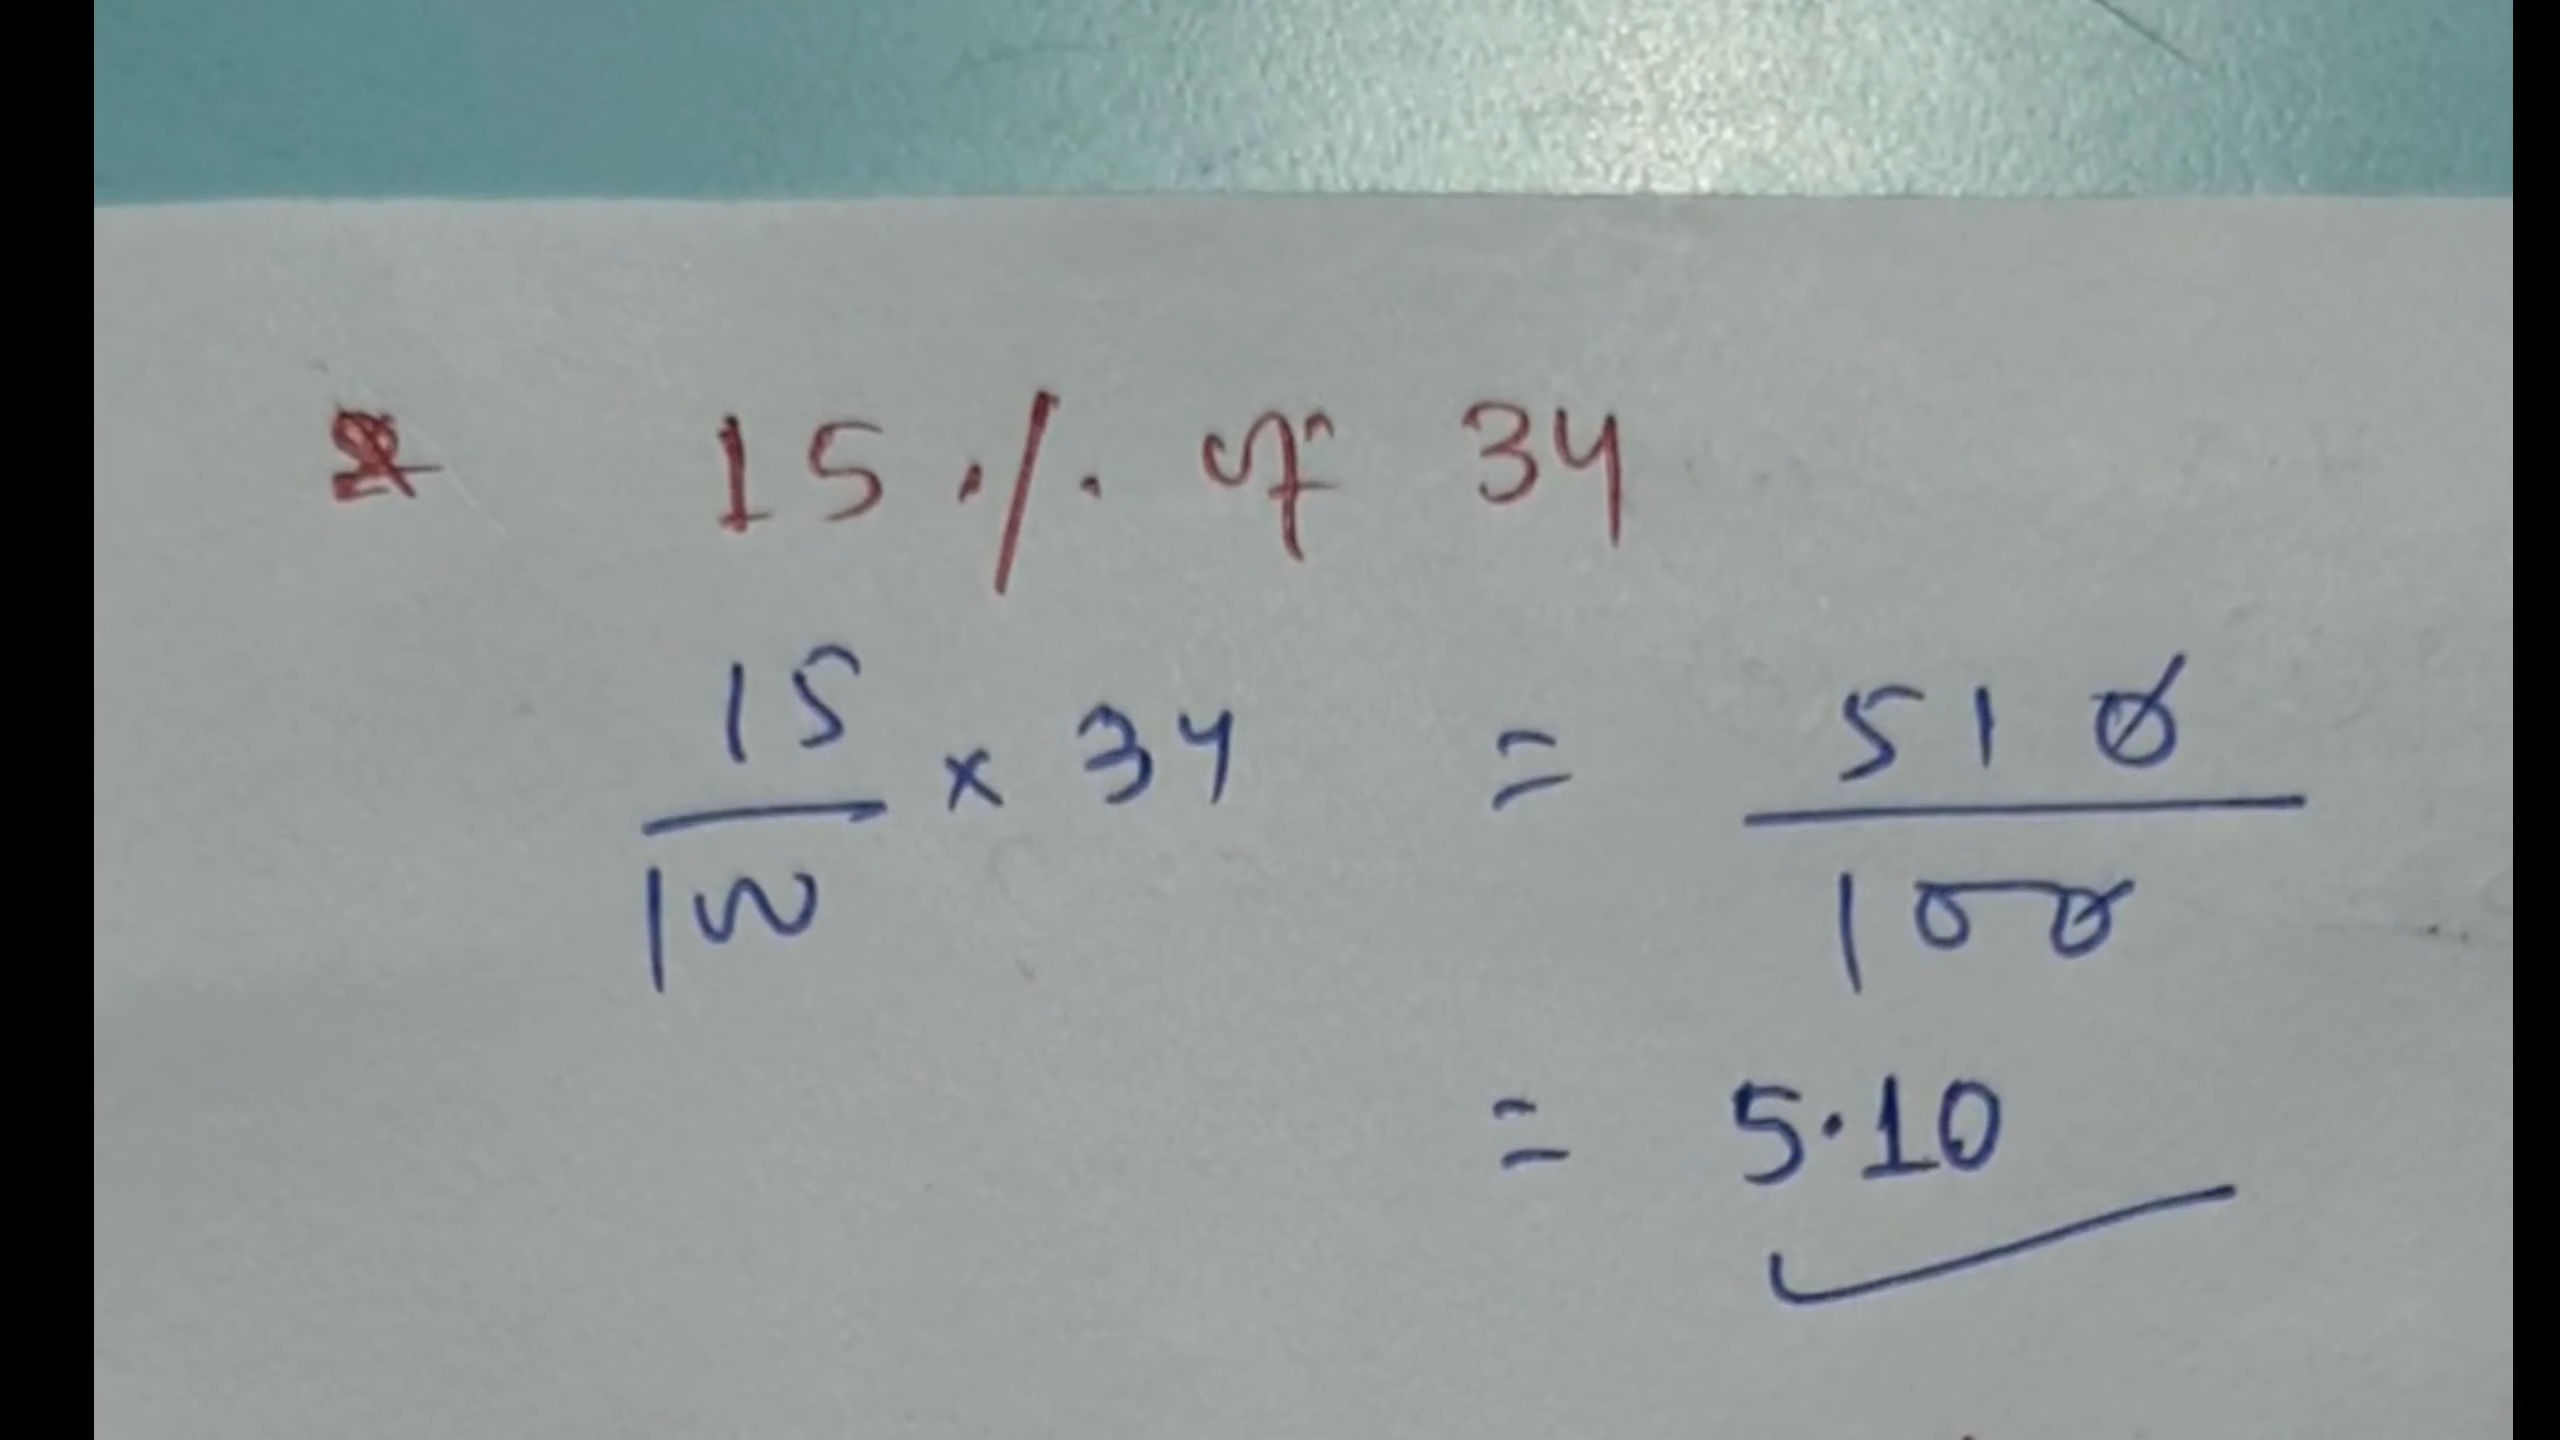 15% of 34
15/100 × 34 = 510/100
= 5.10